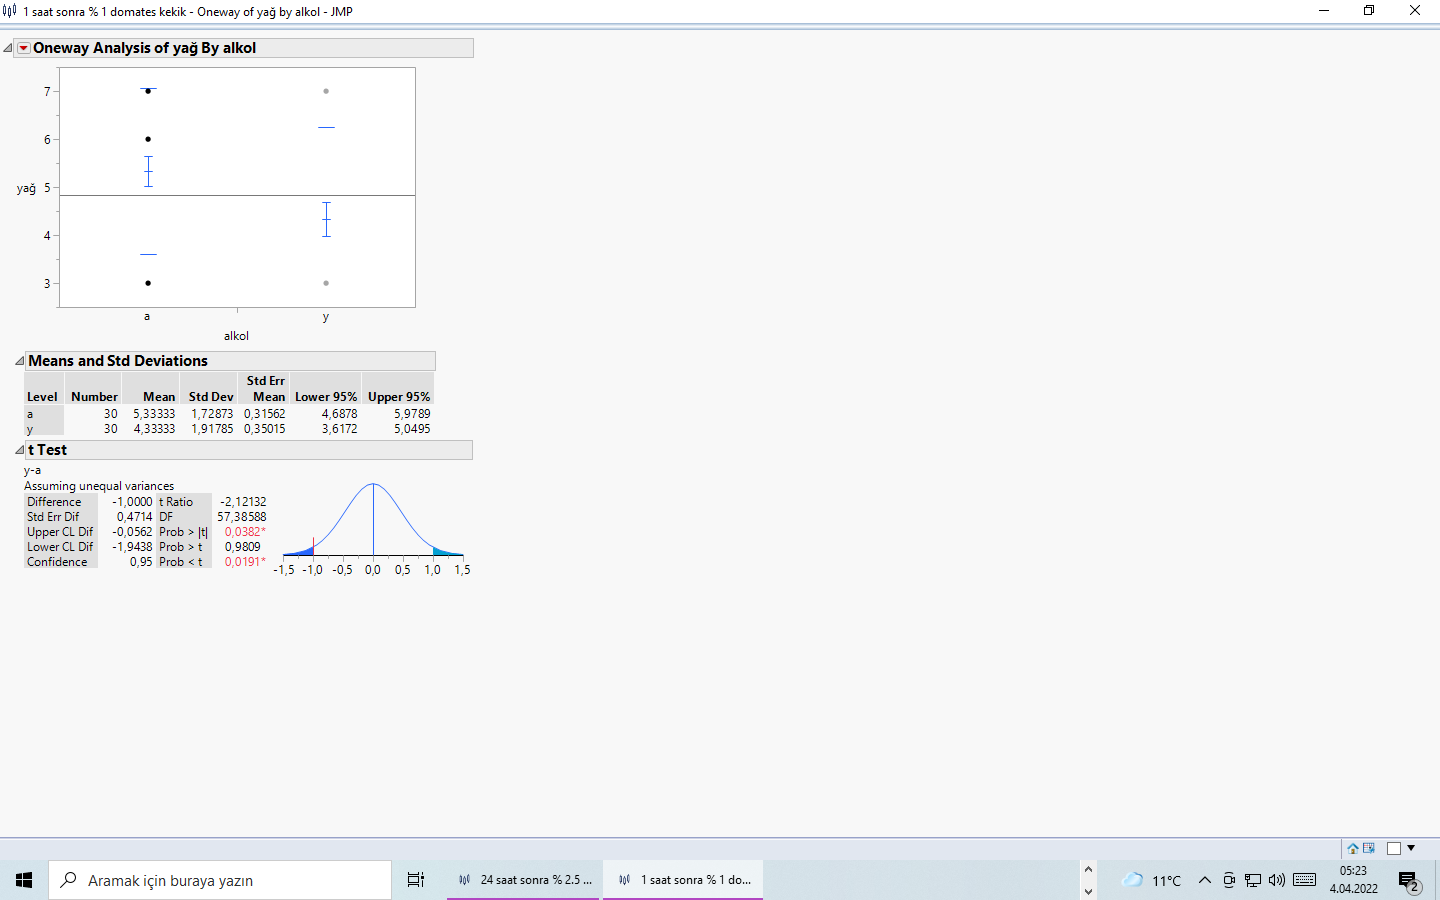 1 saat sonra % 1 domates kekik - Oneway of yağ by alkol - JMP
Oneway Analysis of yağ By alkol
7
6
yağ 5
4
3
a y
alkol
Means and Std Deviations
Level Number Mean Std Dev Std Err Mean Lower 95% Upper 95%
a 30 5,33333 1,72873 0,31562 4,6878 5,9789
y 30 4,33333 1,91785 0,35015 3,6172 5,0495
t Test
y-a
Assuming unequal variances
Difference -1,0000 t Ratio -2,12132
Std Err Dif 0,4714 DF 57,38588
Upper CL Dif -0,0562 Prob > |t| 0,0382*
Lower CL Dif -1,9438 Prob > t 0,9809
Confidence 0,95 Prob < t 0,0191*
-1,5 -1,0 -0,5 0,0 0,5 1,0 1,5
Aramak için buraya yazın
24 saat sonra % 2.5 ...
1 saat sonra % 1 do...
11°C
05:23
4.04.2022
2